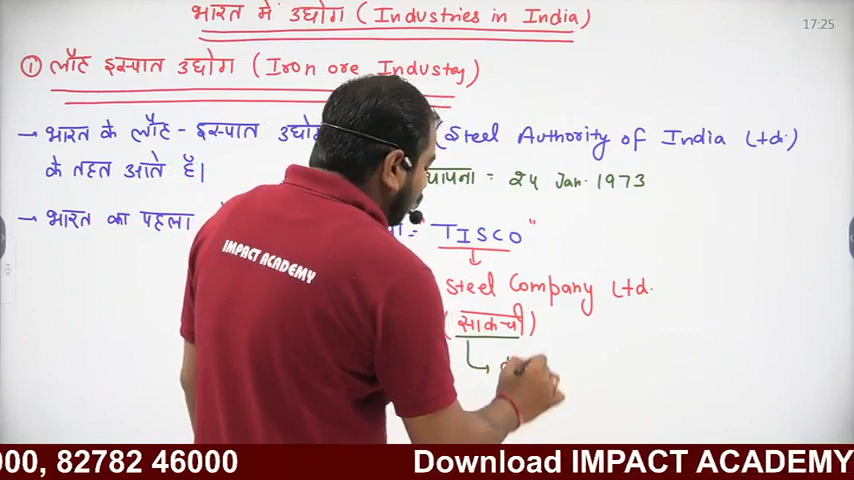 भारत में उद्योग (Industries in India)
17:25
① लौह इस्पात उद्योग (Iron ore Industry)
→ भारत के लौह - इस्पात (Steel Authority of India Ltd.)
के तहत आते हैं।
= 24 Jan. 1973
→ भारत का पहला = "TISCO"
Steel Company Ltd.
(साकची)
IMPACT ACADEMY
000, 82782 46000 Download IMPACT ACADEMY